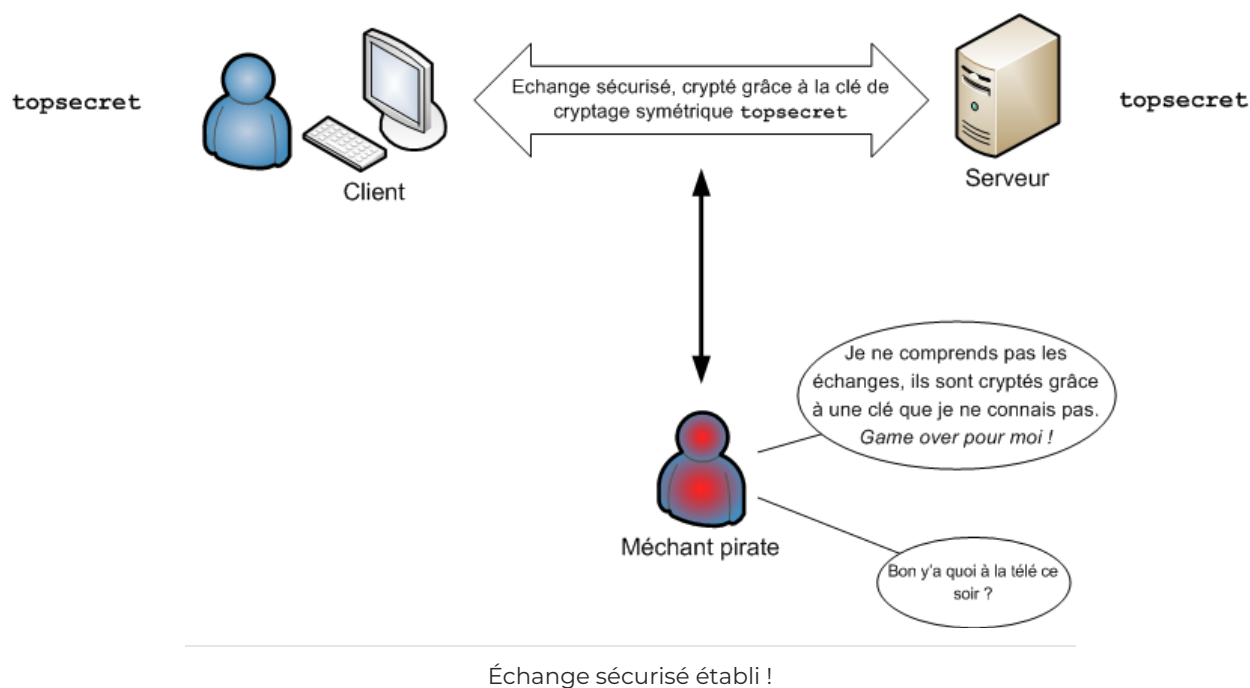 topsecret
Echange sécurisé, crypté grâce à la clé de
cryptage symétrique topsecret
topsecret
Client
Serveur
Je ne comprends pas les
échanges, ils sont cryptés grâce
à une clé que je ne connais pas.
Game over pour moi !
Méchant pirate
Bon y'a quoi à la télé ce
soir ?
Échange sécurisé établi !